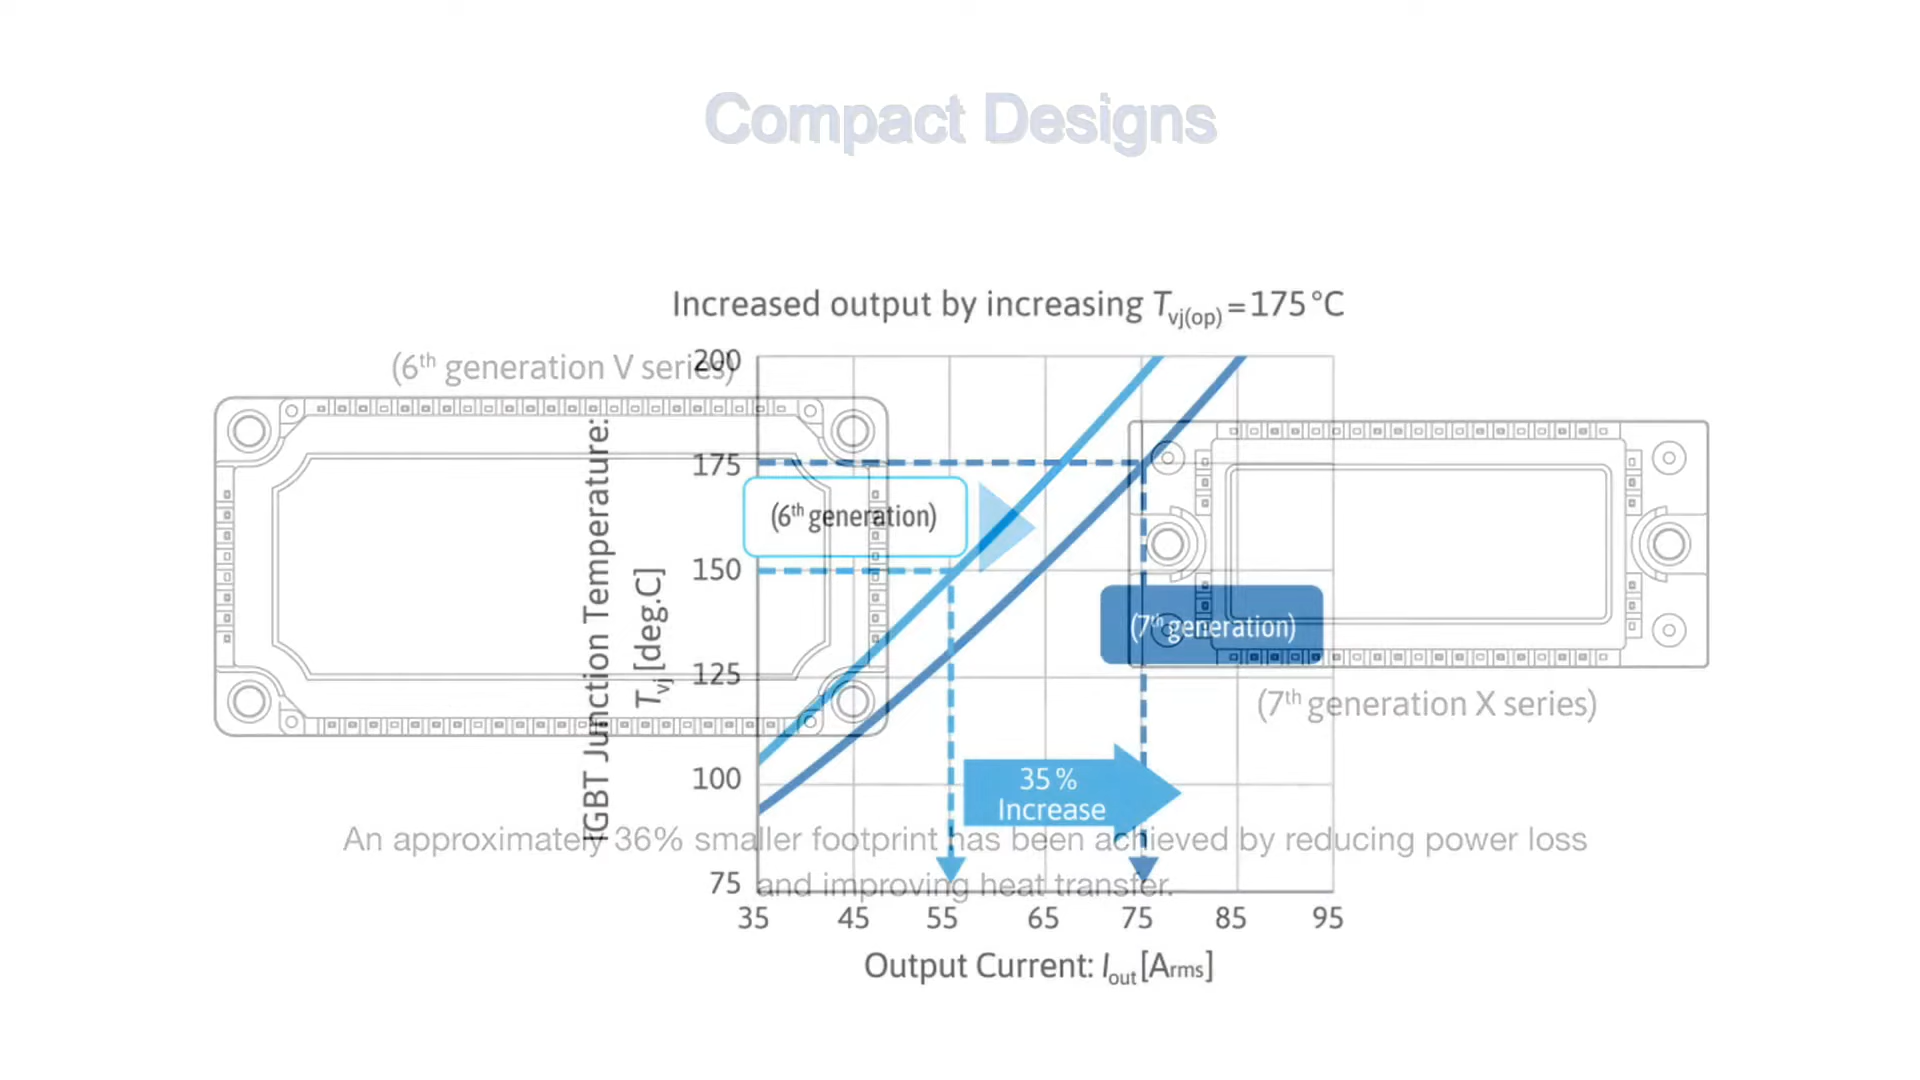 Compact Designs
Increased output by increasing Tvj(op)=175°C
(6th generation V series)
200
175
150
125
100
75
IGBT Junction Temperature:
Tvj [deg.C]
(6th generation)
(7th generation)
(7th generation X series)
35%
Increase
An approximately 36% smaller footprint has been achieved by reducing power loss
and improving heat transfer.
35 45 55 65 75 85 95
Output Current: Iout [Arms]